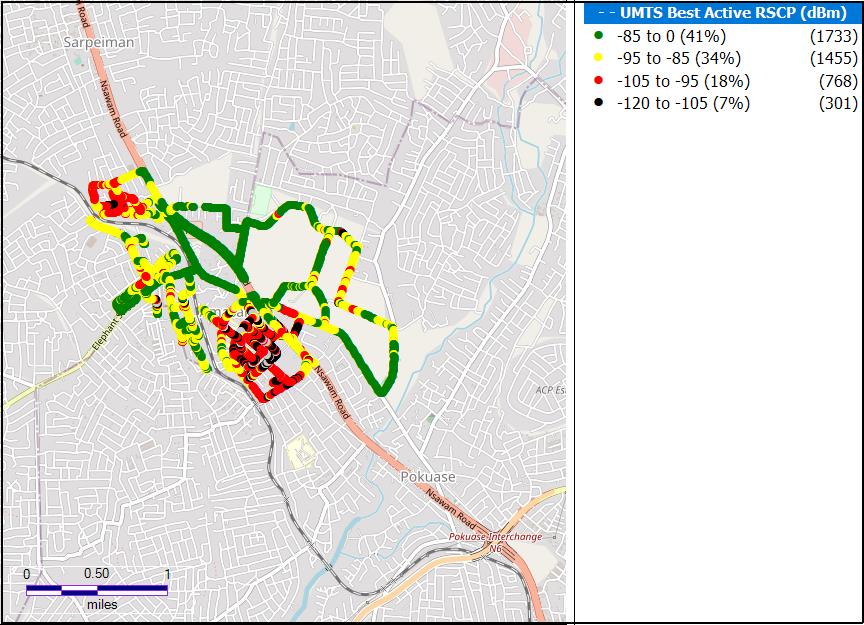 Road
Sarpeiman
Nsawam Road
Elephant S
Nsawam Road
ACP Est
Pokuase
Nsawam Road
Pokuase Interchange
N6
0 0.50 1
miles
- - UMTS Best Active RSCP (dBm)
-85 to 0 (41%) (1733)
-95 to -85 (34%) (1455)
-105 to -95 (18%) (768)
-120 to -105 (7%) (301)